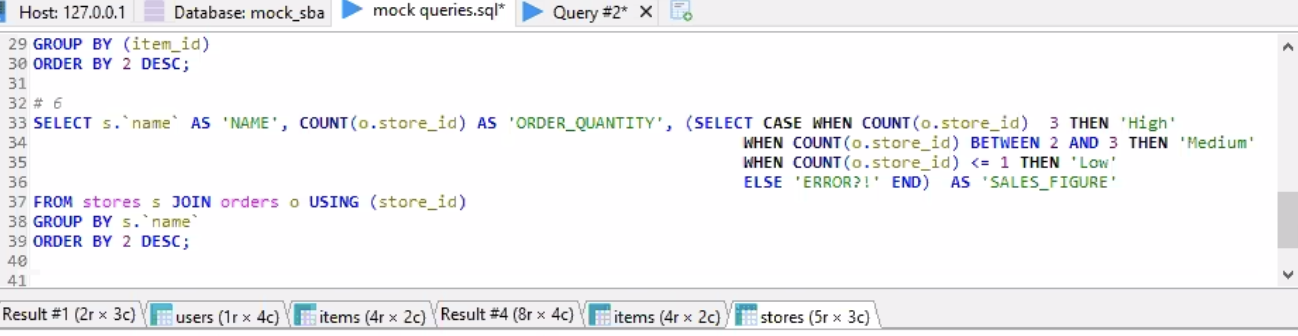 Host: 127.0.0.1 Database: mock_sba mock queries.sql* Query #2* X
29 GROUP BY (item_id)
30 ORDER BY 2 DESC;
31
32 # 6
33 SELECT s.`name` AS 'NAME', COUNT(o.store_id) AS 'ORDER_QUANTITY', (SELECT CASE WHEN COUNT(o.store_id)  3 THEN 'High'
34 WHEN COUNT(o.store_id) BETWEEN 2 AND 3 THEN 'Medium'
35 WHEN COUNT(o.store_id) <= 1 THEN 'Low'
36 ELSE 'ERROR?!' END)  AS 'SALES_FIGURE'
37 FROM stores s JOIN orders o USING (store_id)
38 GROUP BY s.`name`
39 ORDER BY 2 DESC;
40
41
Result #1 (2r × 3c) users (1r × 4c) items (4r × 2c) Result #4 (8r × 4c) items (4r × 2c) stores (5r × 3c)